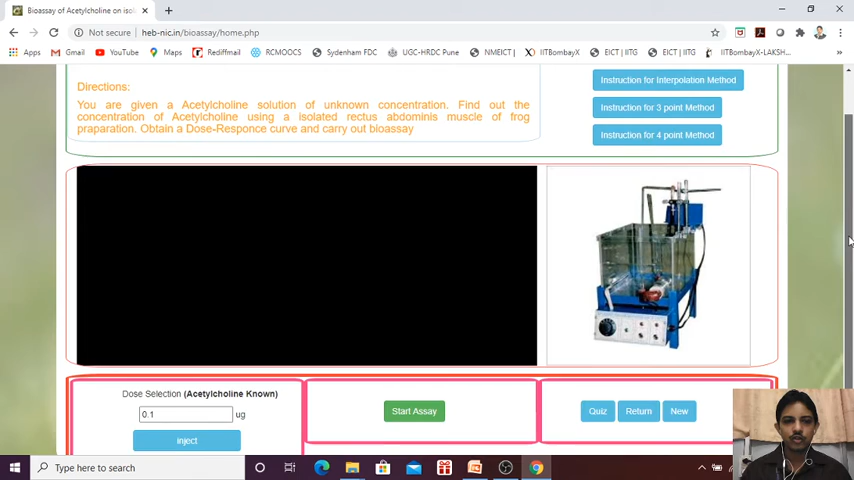 Bioassay of Acetylcholine on isol
heb-nic.in/bioassay/home.php
Not secure
Apps
Gmail
YouTube
Maps
Rediffmail
RCMOOCS
Sydenham FDC
UGC-HRDC Pune
NMEICT |
IITBombayX
EICT | IITG
EICT | IITG
IITBombayX-LAKSH...
Directions:
You are given a Acetylcholine solution of unknown concentration. Find out the
concentration of Acetylcholine using a isolated rectus abdominis muscle of frog
praparation. Obtain a Dose-Responce curve and carry out bioassay
Instruction for Interpolation Method
Instruction for 3 point Method
Instruction for 4 point Method
Dose Selection (Acetylcholine Known)
0.1 ug
inject
Start Assay
Quiz
Return
New
Type here to search